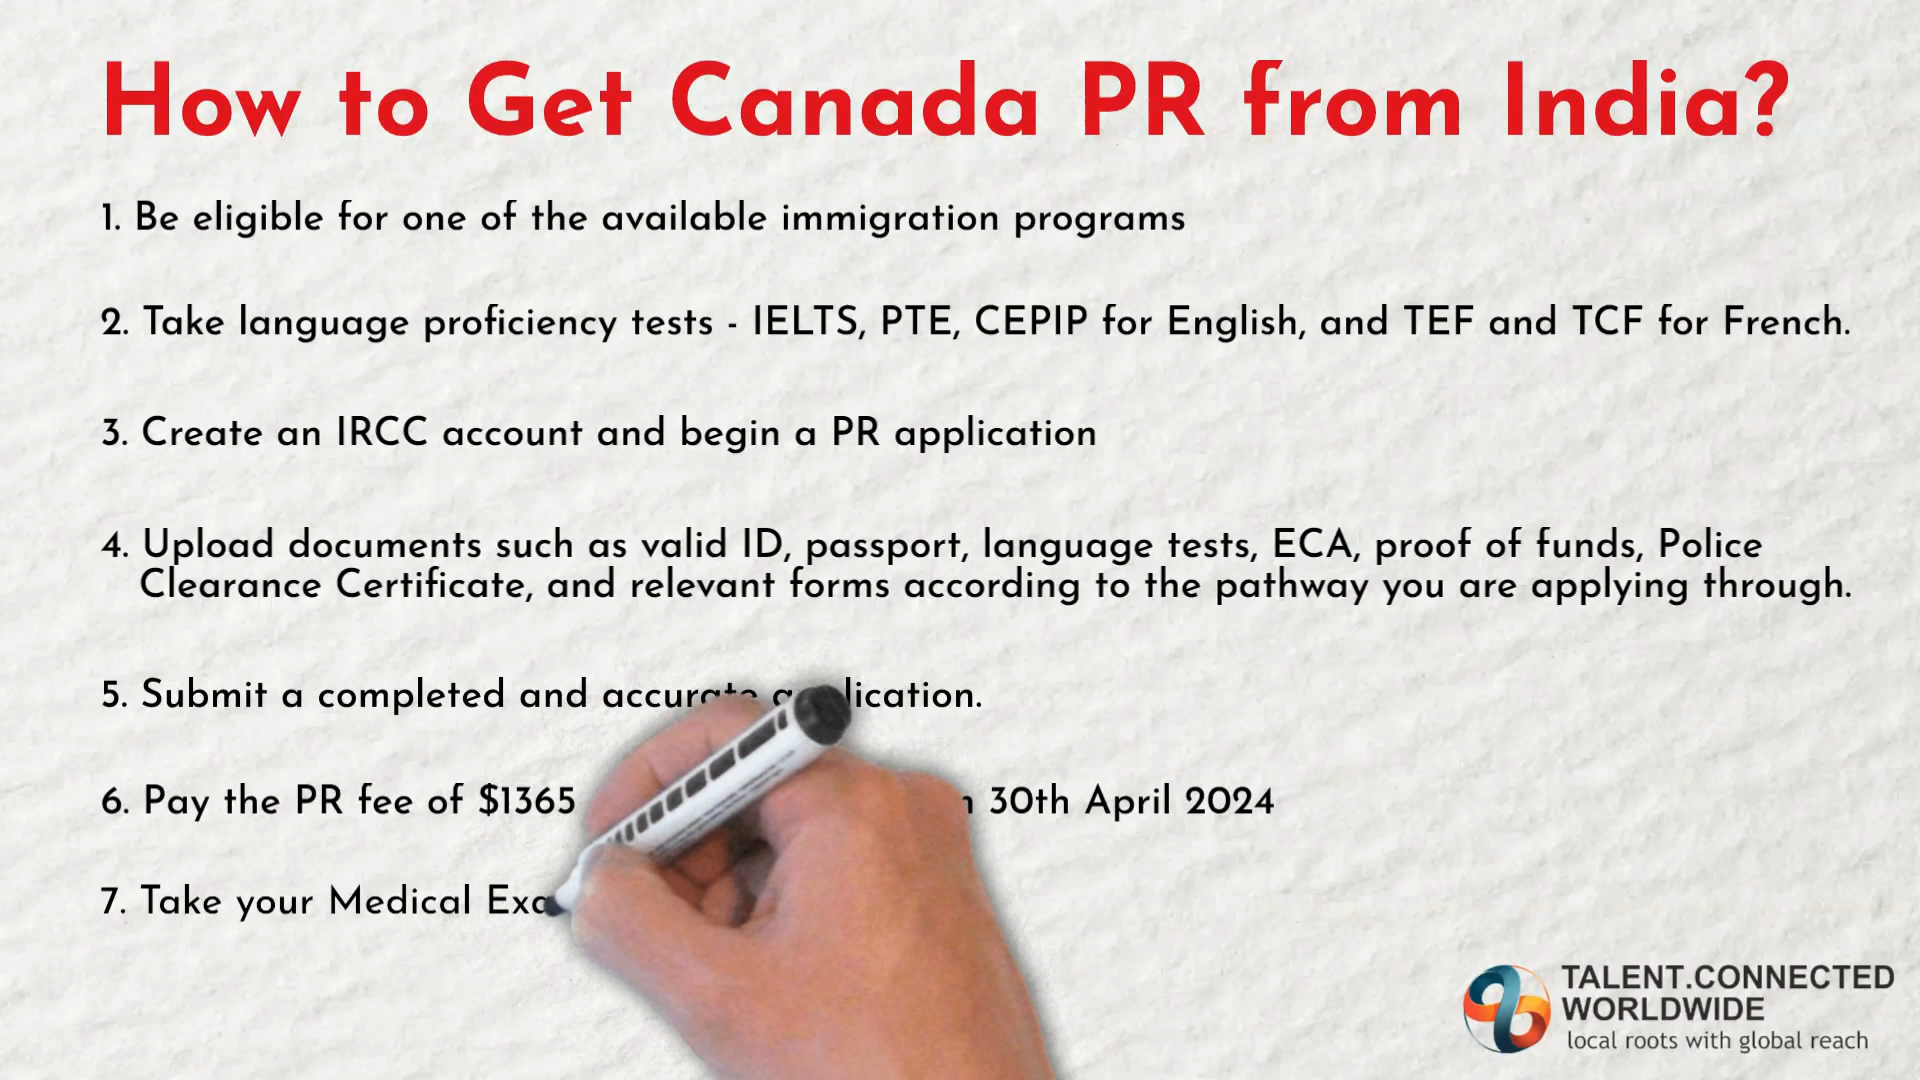 How to Get Canada PR from India?
1. Be eligible for one of the available immigration programs
2. Take language proficiency tests - IELTS, PTE, CEPIP for English, and TEF and TCF for French.
3. Create an IRCC account and begin a PR application
4. Upload documents such as valid ID, passport, language tests, ECA, proof of funds, Police
Clearance Certificate, and relevant forms according to the pathway you are applying through.
5. Submit a completed and accurate application.
6. Pay the PR fee of $1365 30th April 2024
7. Take your Medical
TALENT.CONNECTED
WORLDWIDE
local roots with global reach